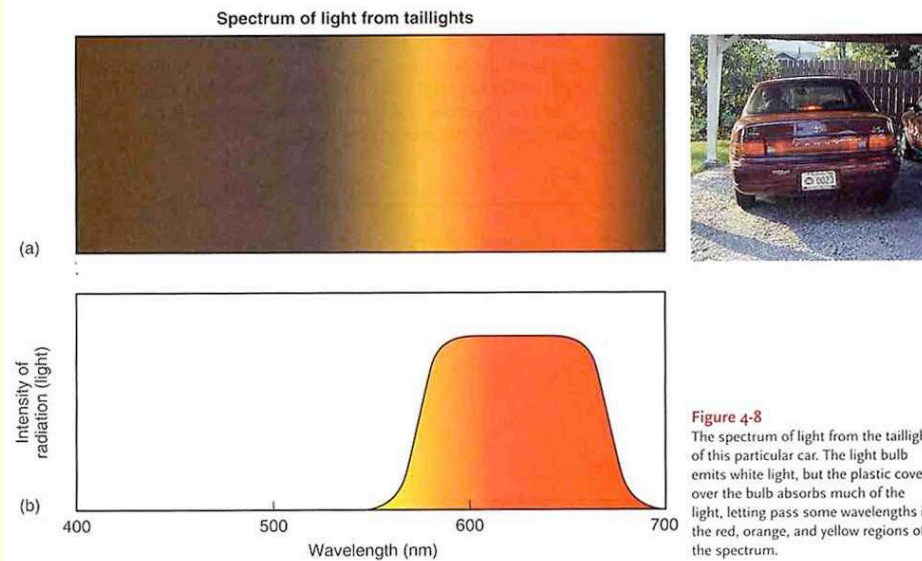 Spectrum of light from taillights
(a)
Intensity of
radiation (light)
(b)
400
500
600
700
Wavelength (nm)
Figure 4-8
The spectrum of light from the
of this particular car. The light bulb
emits white light, but the plastic
over the bulb absorbs much of the
light, letting pass some wavelengths
the red, orange, and yellow regions
the spectrum.